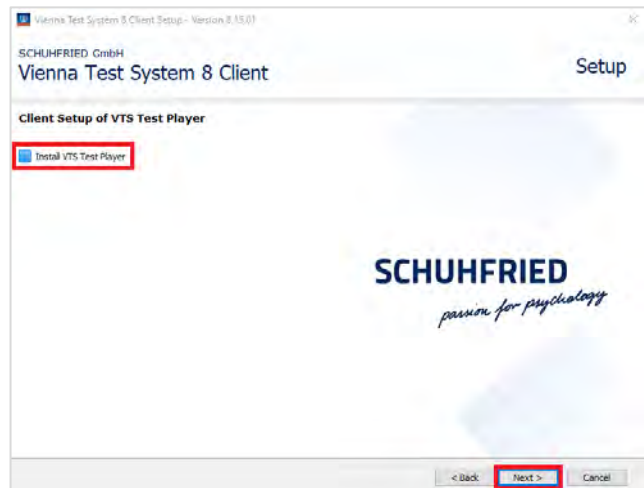 Vienna Test System 8 Client Setup - Version 8.15.01
SCHUHFRIED GmbH
Vienna Test System 8 Client
Setup
Client Setup of VTS Test Player
Install VTS Test Player
SCHUHFRIED
passion for psychology
< Back
Next >
Cancel